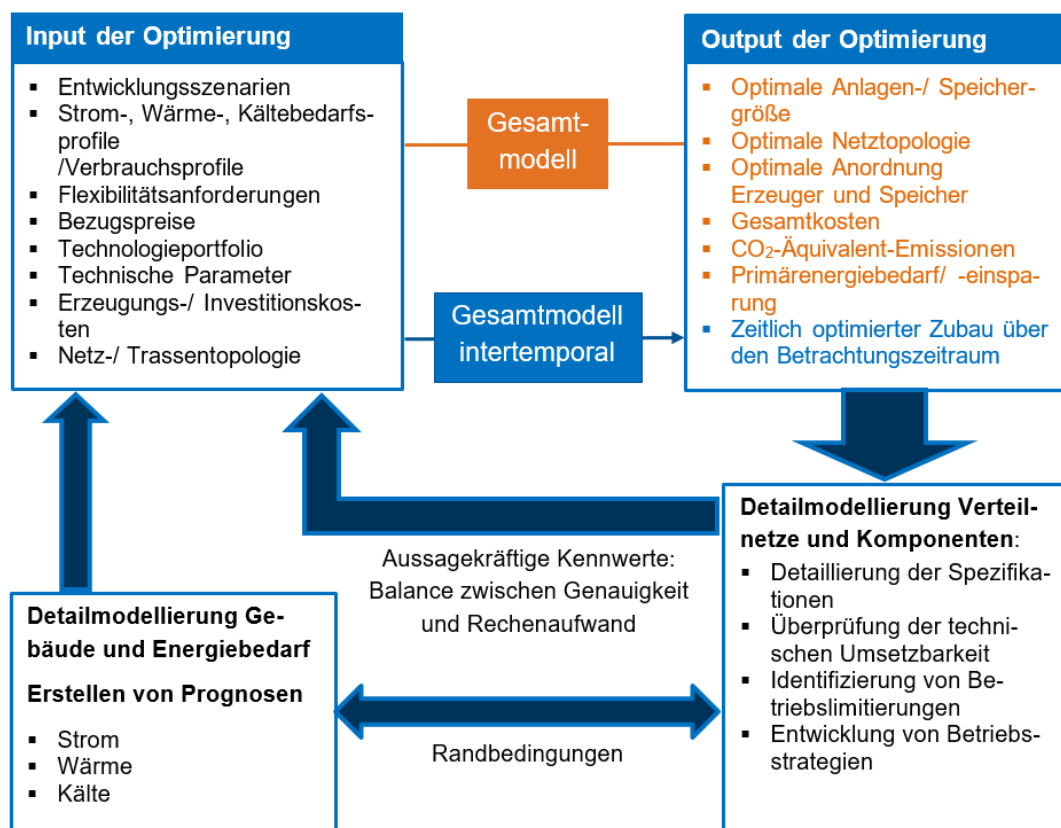 Input der Optimierung
▪ Entwicklungsszenarien
▪ Strom-, Wärme-, Kältebedarfs-
profile
/Verbrauchsprofile
▪ Flexibilitätsanforderungen
▪ Bezugspreise
▪ Technologieportfolio
▪ Technische Parameter
▪ Erzeugungs-/ Investitionskos-
ten
▪ Netz-/ Trassentopologie
Gesamt-
modell
Gesamtmodell
intertemporal
Output der Optimierung
▪ Optimale Anlagen-/ Speicher-
größe
▪ Optimale Netztopologie
▪ Optimale Anordnung
Erzeuger und Speicher
▪ Gesamtkosten
▪ CO₂-Äquivalent-Emissionen
▪ Primärenergiebedarf/ -einspa-
rung
▪ Zeitlich optimierter Zubau über
den Betrachtungszeitraum
Aussagekräftige Kennwerte:
Balance zwischen Genauigkeit
und Rechenaufwand
Detailmodellierung Ge-
bäude und Energiebedarf
Erstellen von Prognosen
▪ Strom
▪ Wärme
▪ Kälte
Randbedingungen
Detailmodellierung Verteil-
netze und Komponenten:
▪ Detaillierung der Spezifika-
tionen
▪ Überprüfung der techni-
schen Umsetzbarkeit
▪ Identifizierung von Be-
triebslimitierungen
▪ Entwicklung von Betriebs-
strategien